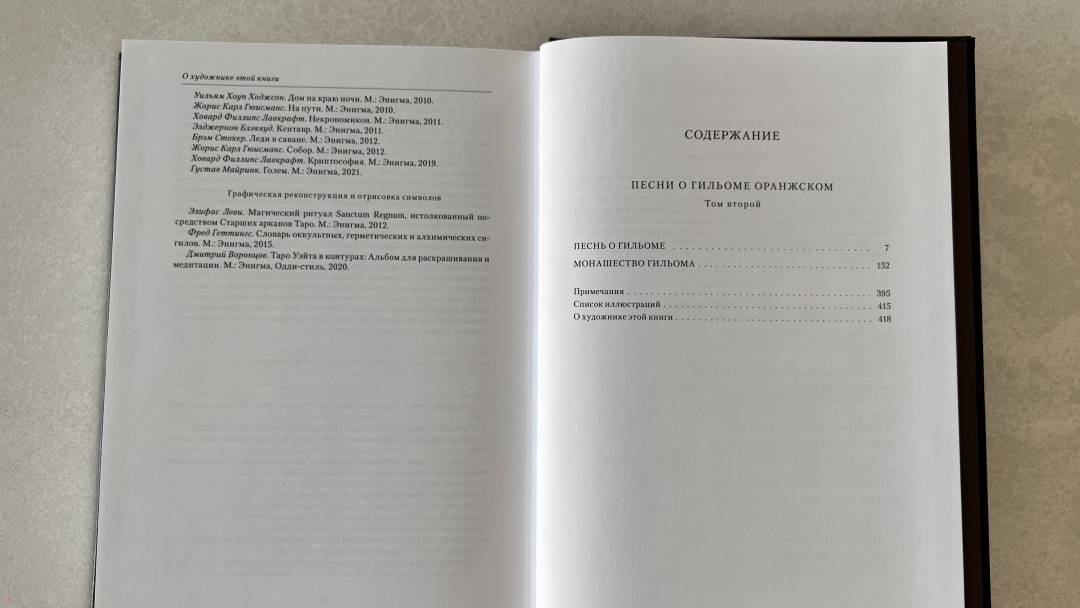 О художнике этой книги
Уильям Хоуп Ходжсон. Дом на краю ночи. М.: Энигма, 2010.
Жорис Карл Гюисманс. На пути. М.: Энигма, 2010.
Ховард Филлипс Лавкрафт. Некрономикон. М.: Энигма, 2011.
Элджернон Блэквуд. Кентавр. М.: Энигма, 2011.
Брэм Стокер. Леди в саване. М.: Энигма, 2012.
Жорис Карл Гюисманс. Собор. М.: Энигма, 2012.
Ховард Филлипс Лавкрафт. Криптософия. М.: Энигма, 2019.
Густав Майринк. Голем. М.: Энигма, 2021.
Графическая реконструкция и отрисовка символов
Элифас Леви. Магический ритуал Sanctum Regnum, истолкованный по-
средством Старших арканов Таро. М.: Энигма, 2012.
Фред Геттингс. Словарь оккультных, герметических и алхимических си-
гилов. М.: Энигма, 2015.
Дмитрий Воронцов. Таро Уэйта в контурах: Альбом для раскрашивания и
медитации. М.: Энигма, Одди-стиль, 2020.
СОДЕРЖАНИЕ
ПЕСНИ О ГИЛЬОМЕ ОРАНЖСКОМ
Том второй
ПЕСНЬ О ГИЛЬОМЕ 7
МОНАШЕСТВО ГИЛЬОМА 152
Примечания 395
Список иллюстраций 415
О художнике этой книги 418